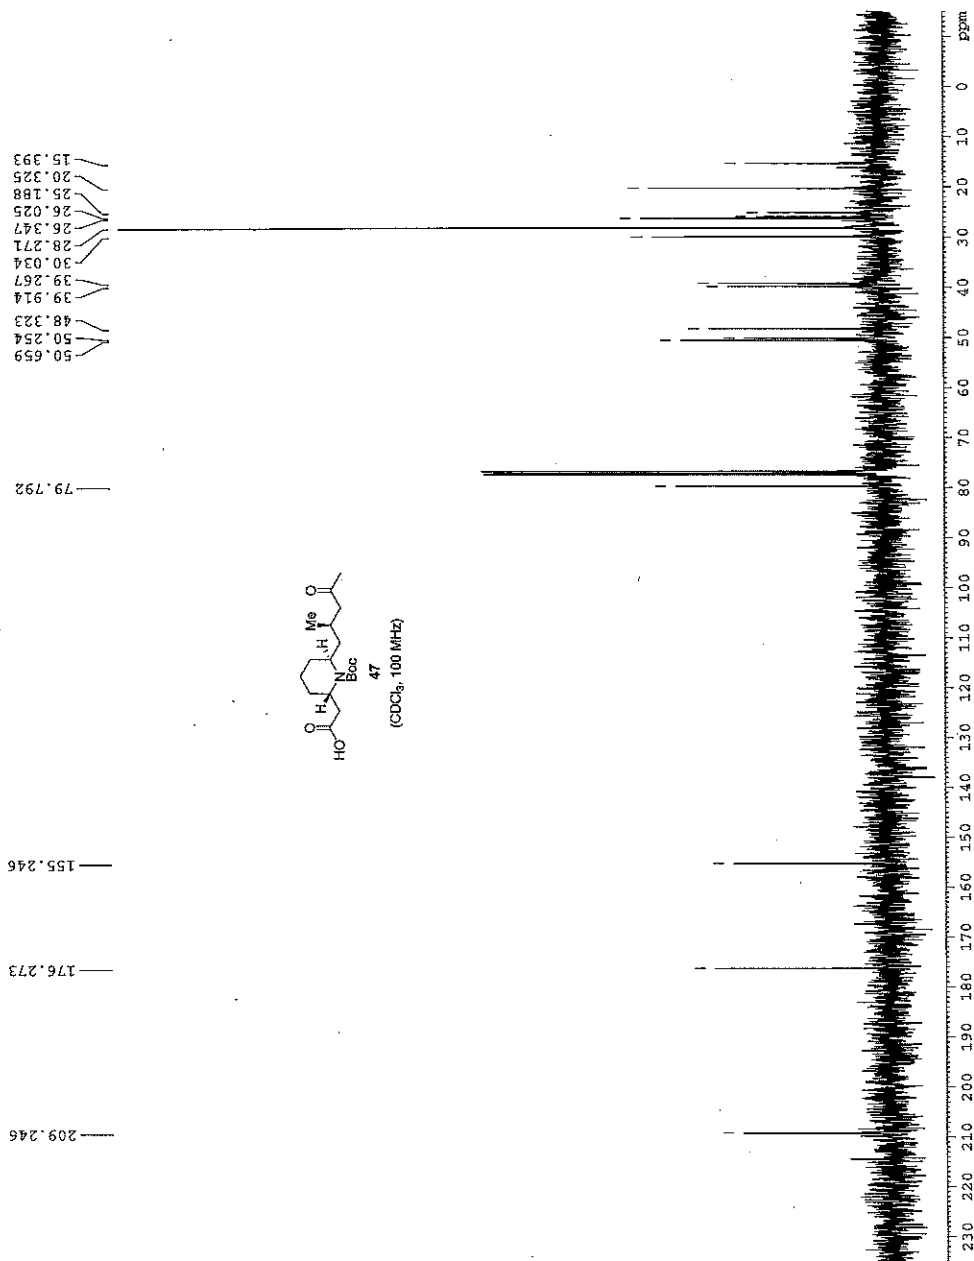 209.246
176.273
155.246
79.792
50.659
50.254
48.323
39.914
39.267
30.034
28.271
26.347
26.025
25.188
20.325
15.393
O
HO
H
N
Boc
H
Me
O
47
(CDCl₃, 100 MHz)
230 220 210 200 190 180 170 160 150 140 130 120 110 100 90 80 70 60 50 40 30 20 10 0 ppm